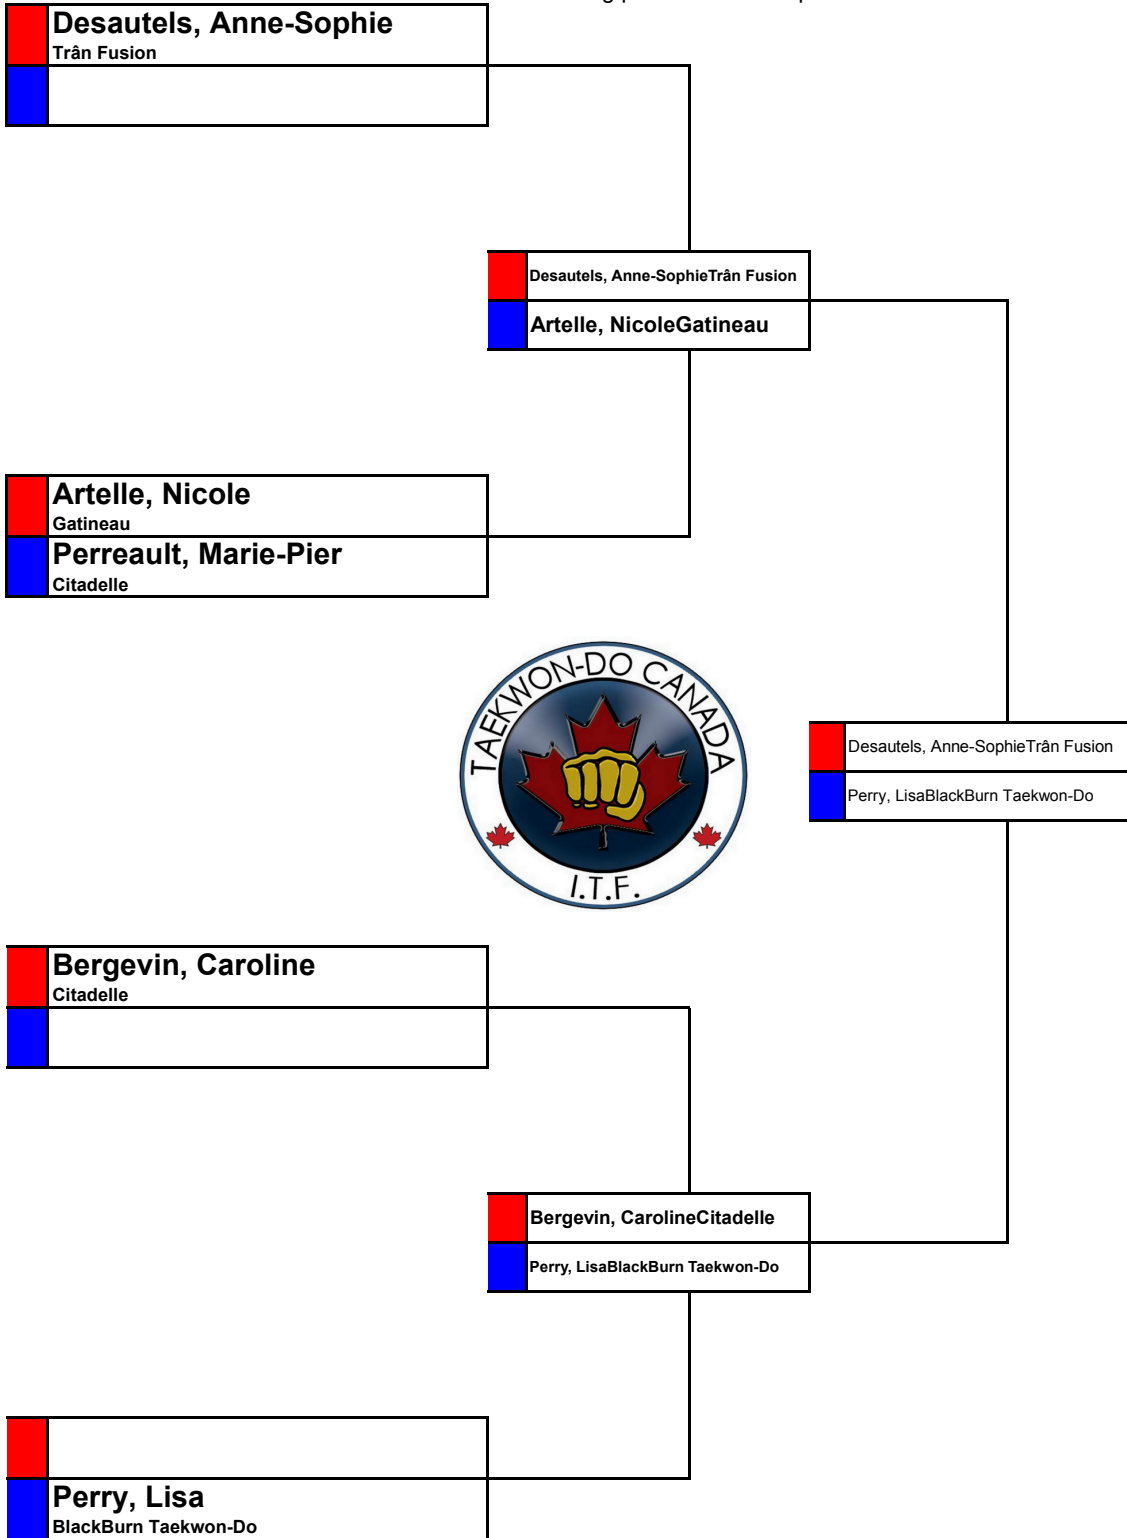 Desautels, Anne-Sophie
Trân Fusion
Desautels, Anne-SophieTrân Fusion
Artelle, NicoleGatineau
Artelle, Nicole
Gatineau
Perreault, Marie-Pier
Citadelle
TAEKWON-DO CANADA
I.T.F.
Desautels, Anne-SophieTrân Fusion
Perry, LisaBlackBurn Taekwon-Do
Bergevin, Caroline
Citadelle
Bergevin, CarolineCitadelle
Perry, LisaBlackBurn Taekwon-Do
Perry, Lisa
BlackBurn Taekwon-Do